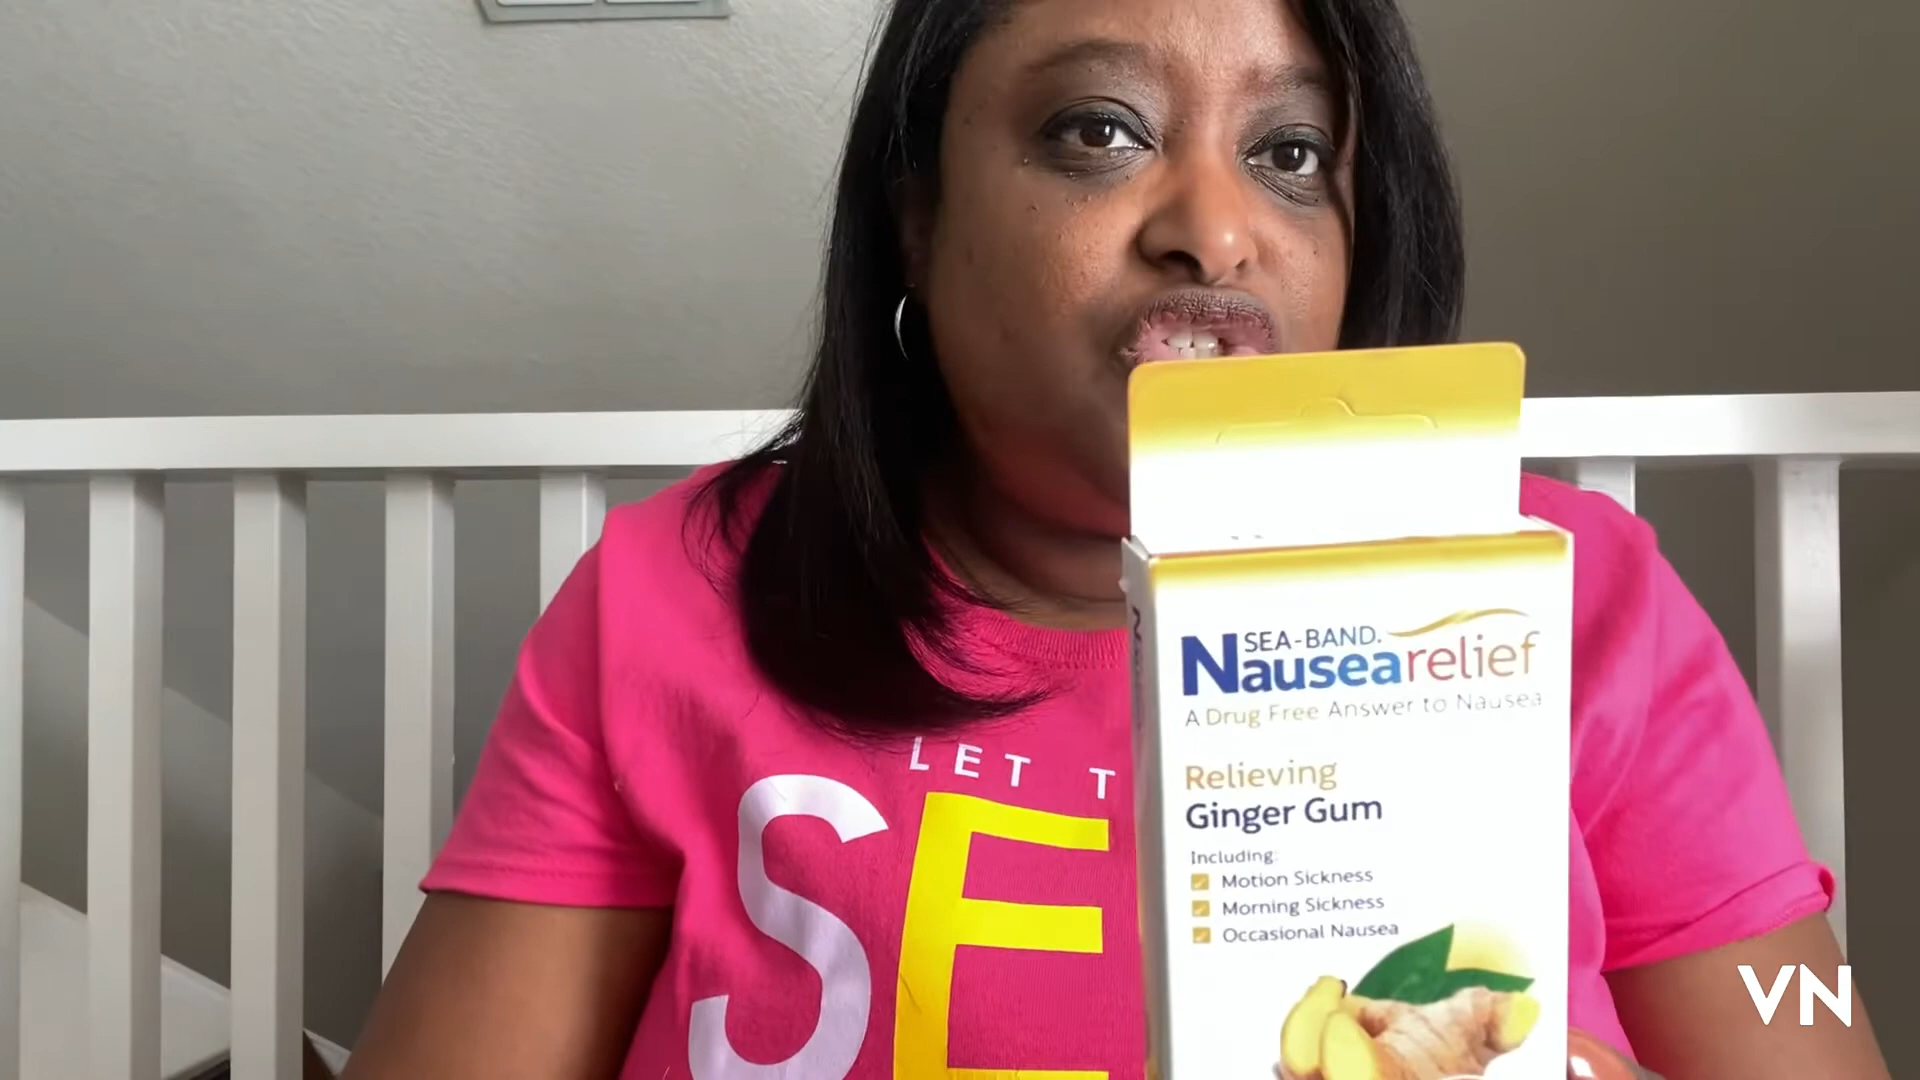 LET T
SE
SEA-BAND.
Nausearelief
A Drug Free Answer to Nausea
Relieving
Ginger Gum
Including:
Motion Sickness
Morning Sickness
Occasional Nausea
VN